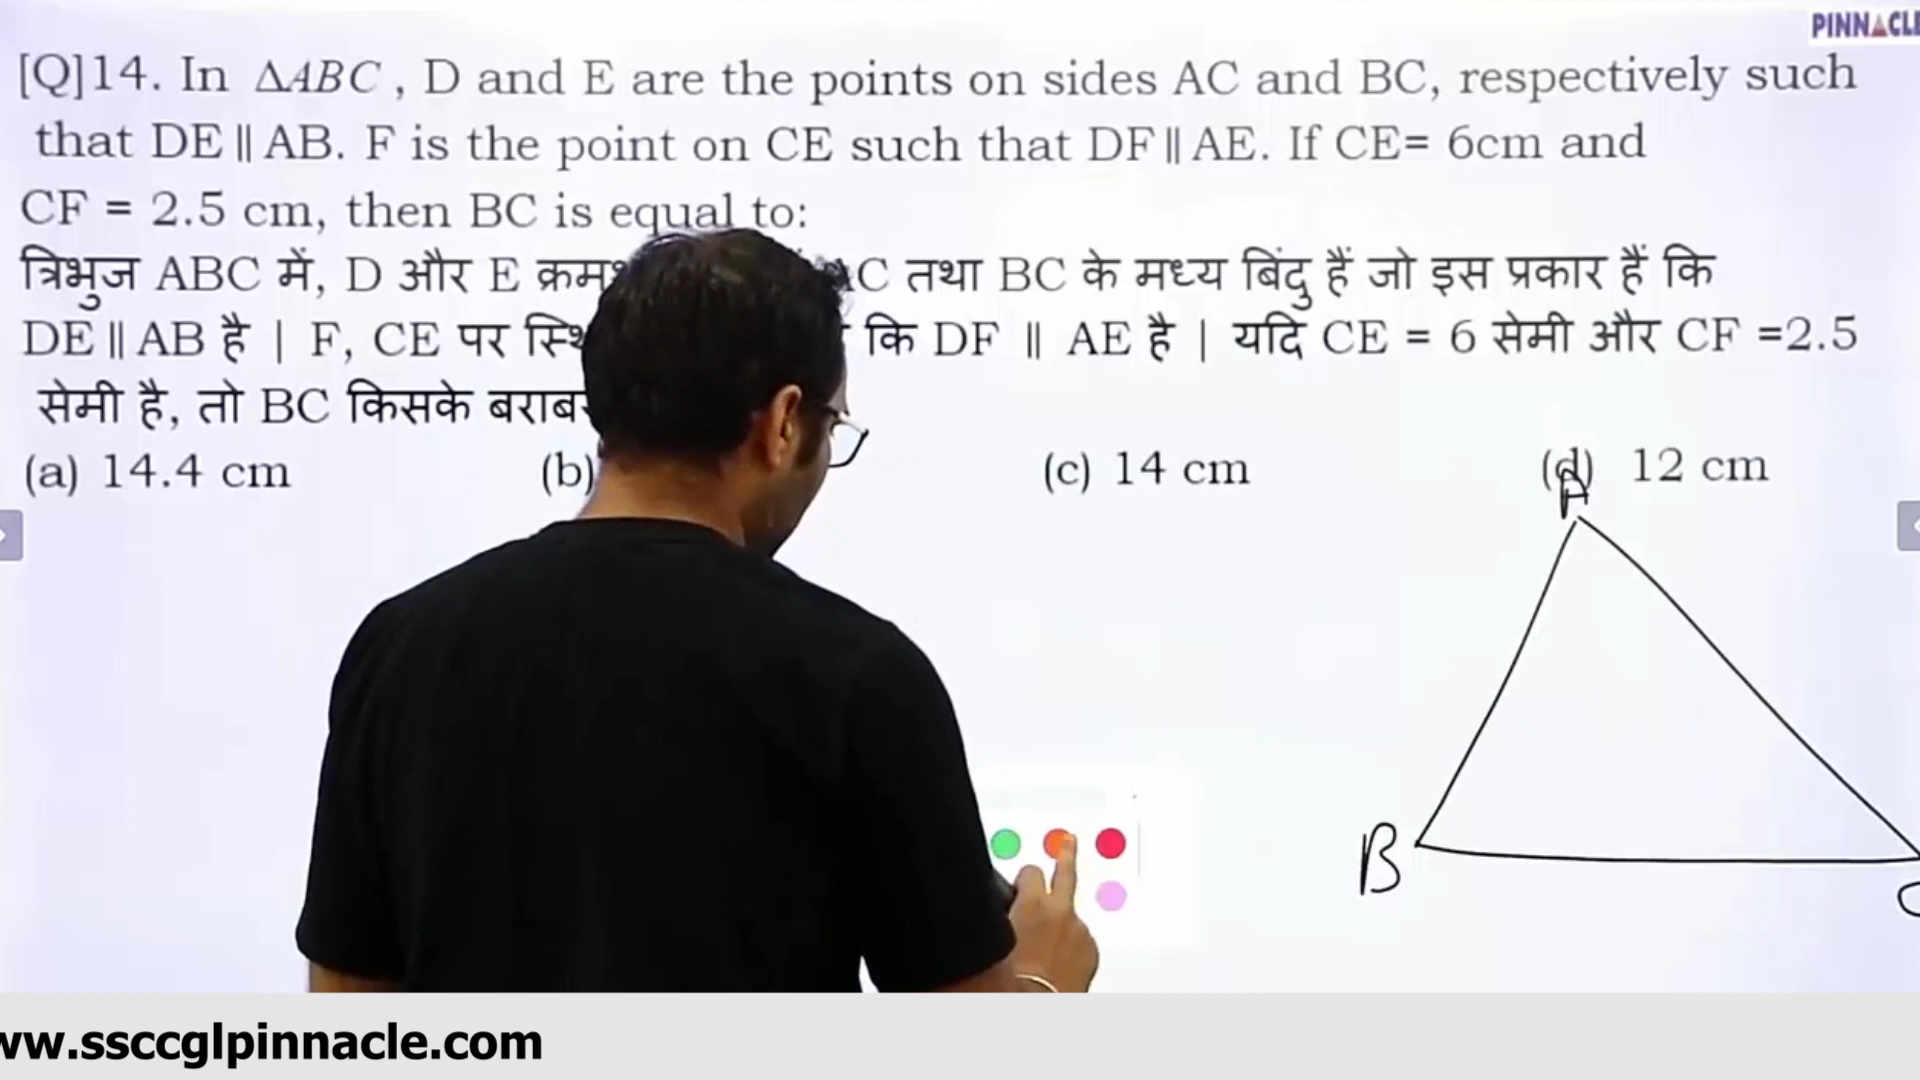 PINNACLE
[Q]14. In ΔABC , D and E are the points on sides AC and BC, respectively such
that DE || AB. F is the point on CE such that DF || AE. If CE= 6cm and
CF = 2.5 cm, then BC is equal to:
त्रिभुज ABC में, D और E AC तथा BC के मध्य बिंदु हैं जो इस प्रकार हैं कि
DE || AB है | F, CE पर कि DF || AE है | यदि CE = 6 सेमी और CF =2.5
सेमी है, तो BC किसके
(a) 14.4 cm (b) (c) 14 cm (d) 12 cm
A
B
C
www.ssccglpinnacle.com